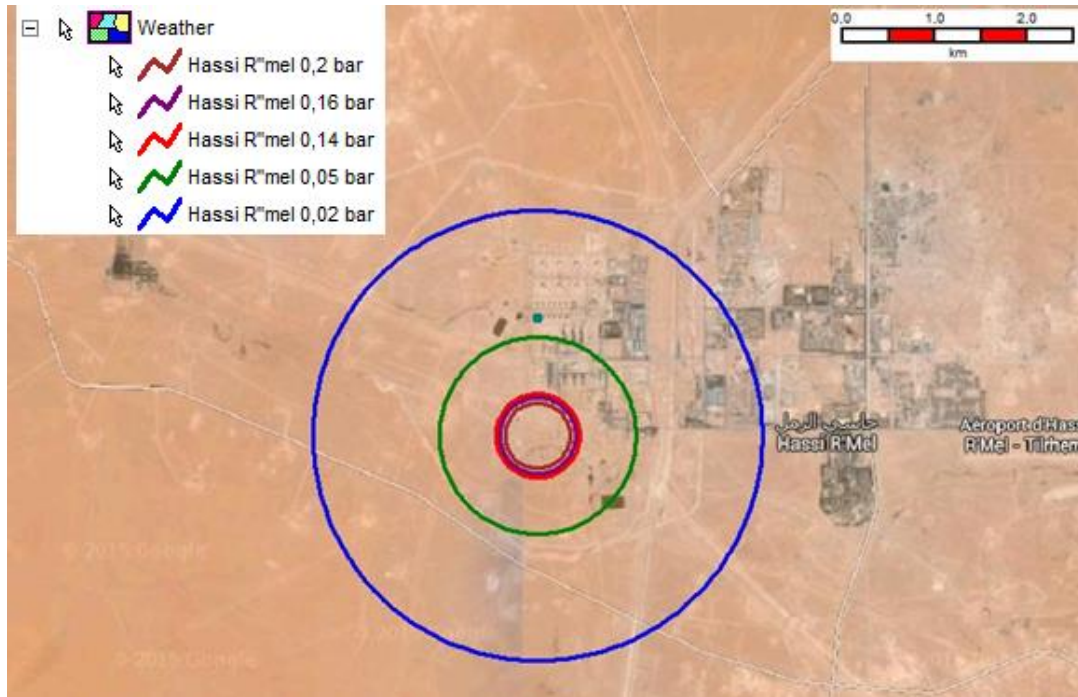 Weather
Hassi R"mel 0,2 bar
Hassi R"mel 0,16 bar
Hassi R"mel 0,14 bar
Hassi R"mel 0,05 bar
Hassi R"mel 0,02 bar
0.0 1.0 2.0
km
حاسي الرمل
Hassi R'Mel
Aéroport d'Hass
R'Mel - Tilrhem
© 2015 Google
© 2015 Google